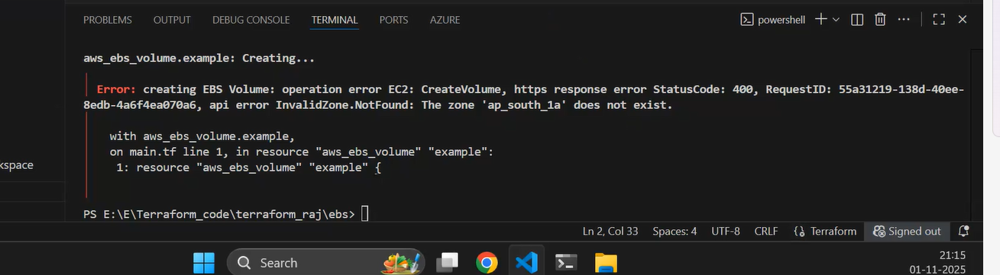 PROBLEMS OUTPUT DEBUG CONSOLE TERMINAL PORTS AZURE powershell
aws_ebs_volume.example: Creating...
Error: creating EBS Volume: operation error EC2: CreateVolume, https response error StatusCode: 400, RequestID: 55a31219-138d-40ee-
8edb-4a6f4ea070a6, api error InvalidZone.NotFound: The zone 'ap_south_1a' does not exist.
with aws_ebs_volume.example,
on main.tf line 1, in resource "aws_ebs_volume" "example":
kspace
1: resource "aws_ebs_volume" "example" {
PS E:\E\Terraform_code\terraform_raj\ebs>
Ln 2, Col 33 Spaces: 4 UTF-8 CRLF Terraform Signed out
Search
21:15
01-11-2025